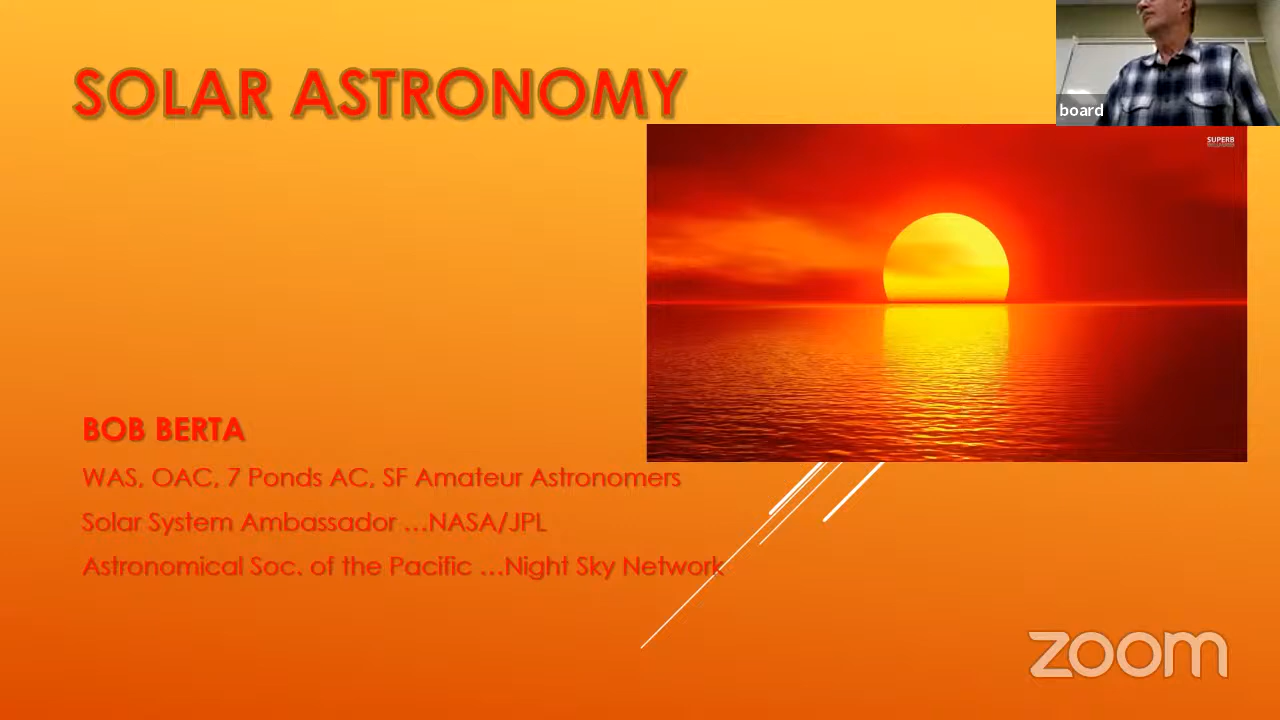 SOLAR ASTRONOMY
board
SUPERB
BOB BERTA
WAS, OAC, 7 Ponds AC, SF Amateur Astronomers
Solar System Ambassador ...NASA/JPL
Astronomical Soc. of the Pacific ...Night Sky Network
zoom